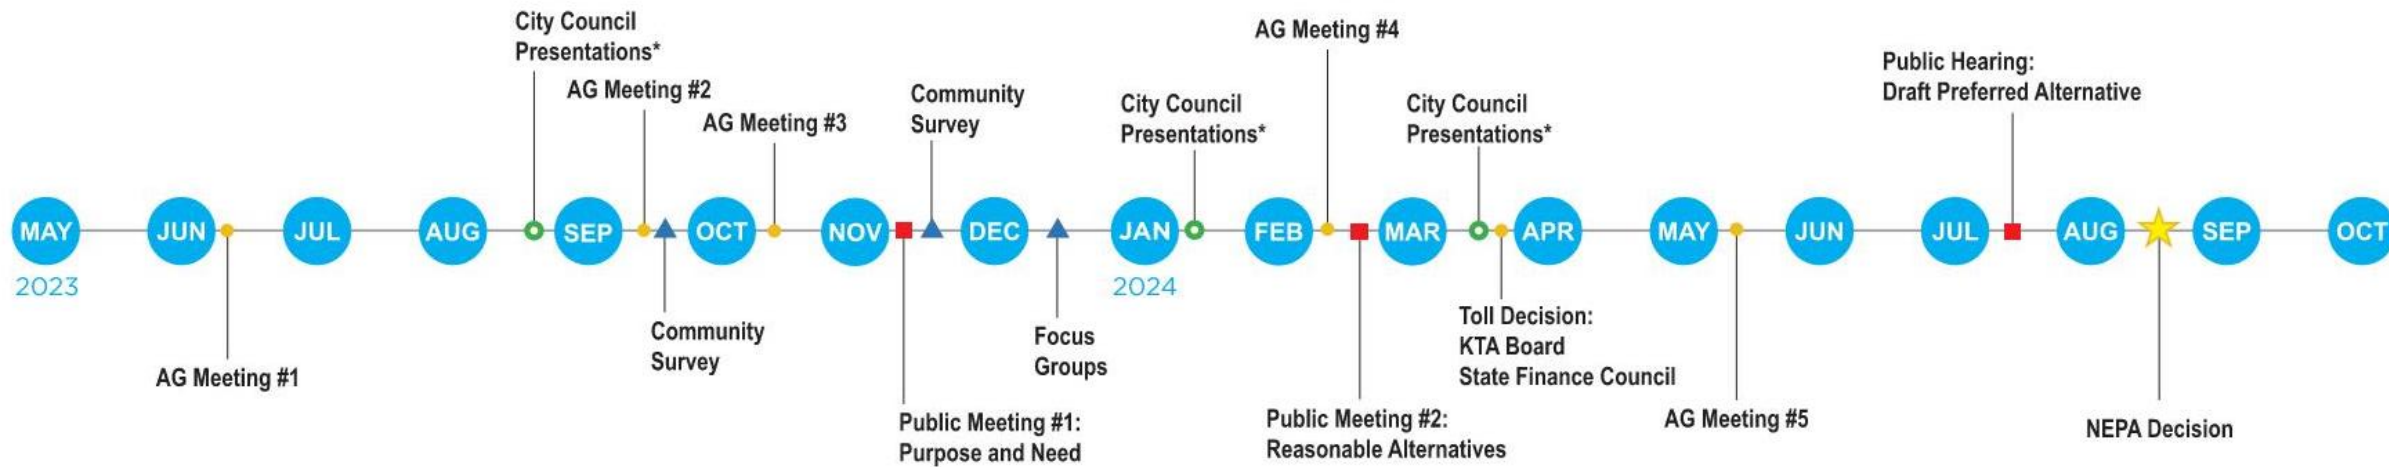 City Council
Presentations*
AG Meeting #2
AG Meeting #3
Community
Survey
City Council
Presentations*
AG Meeting #4
City Council
Presentations*
Public Hearing:
Draft Preferred Alternative
MAY
JUN
JUL
AUG
SEP
OCT
NOV
DEC
JAN
FEB
MAR
APR
MAY
JUN
JUL
AUG
SEP
OCT
2023
2024
AG Meeting #1
Community
Survey
Public Meeting #1:
Purpose and Need
Focus
Groups
Public Meeting #2:
Reasonable Alternatives
Toll Decision:
KTA Board
State Finance Council
AG Meeting #5
NEPA Decision